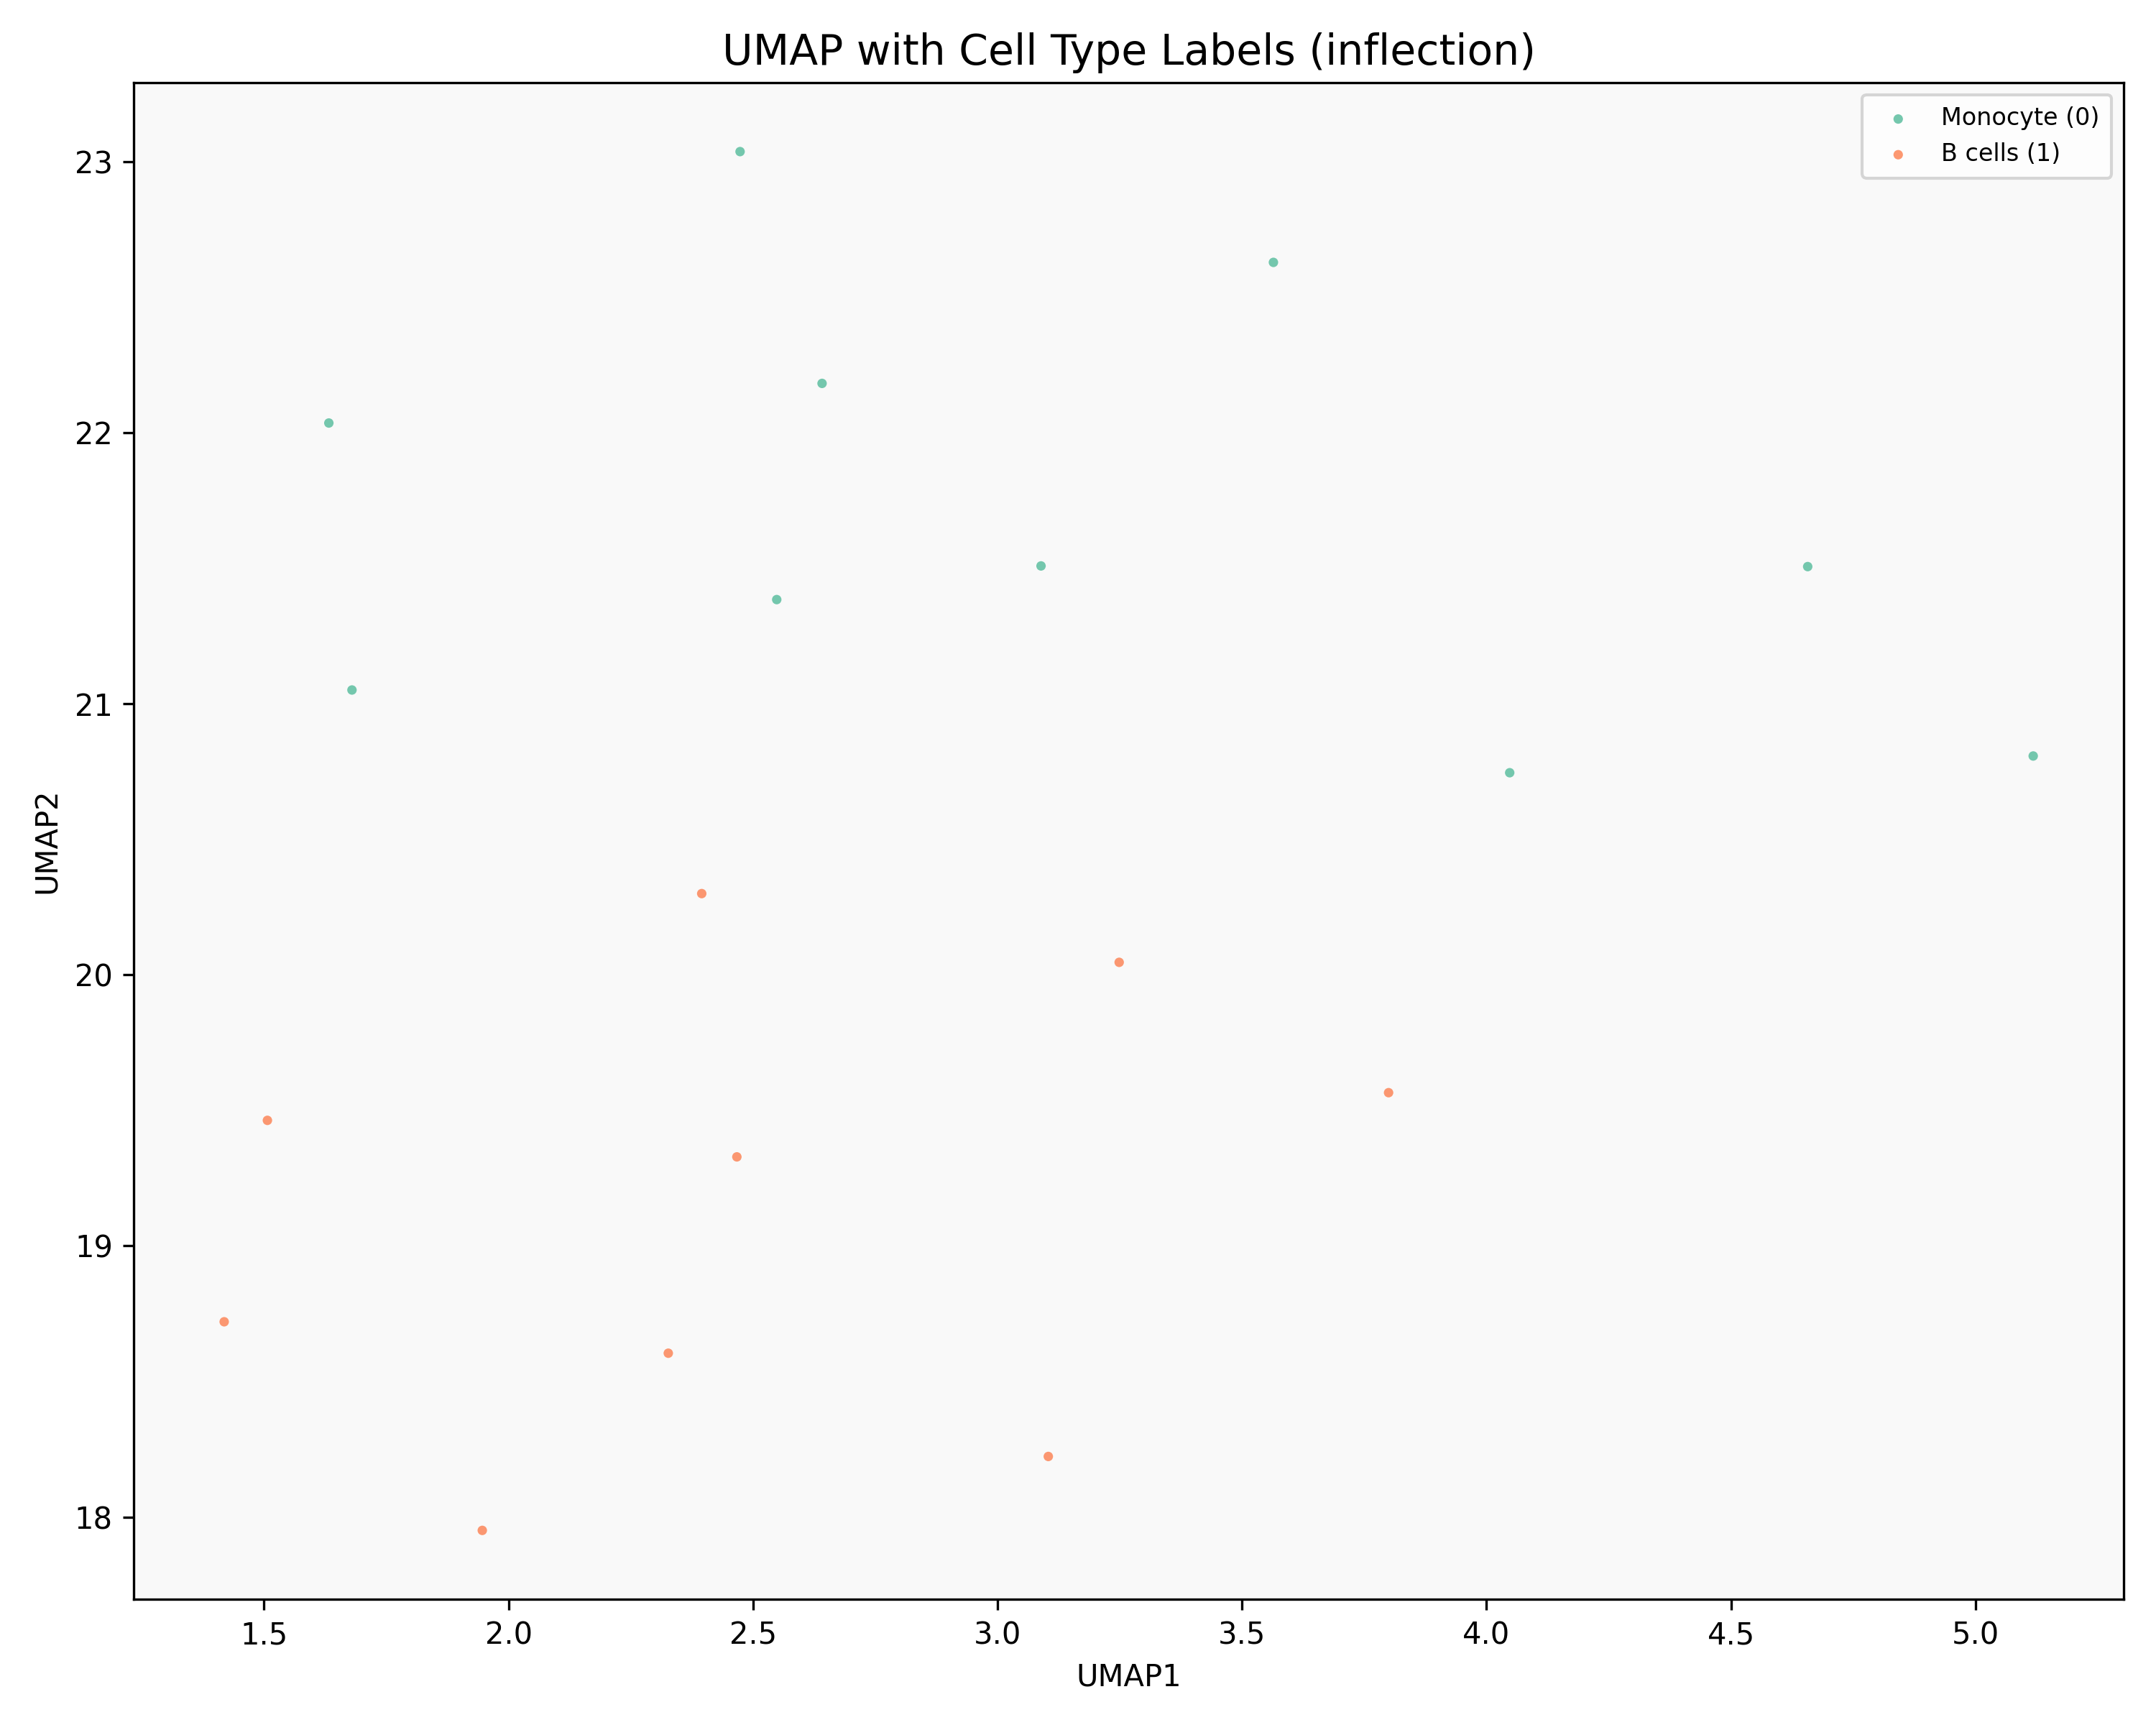 UMAP with Cell Type Labels (inflection)
Monocyte (0)
B cells (1)
23
22
21
20
19
18
UMAP2
1.5 2.0 2.5 3.0 3.5 4.0 4.5 5.0
UMAP1